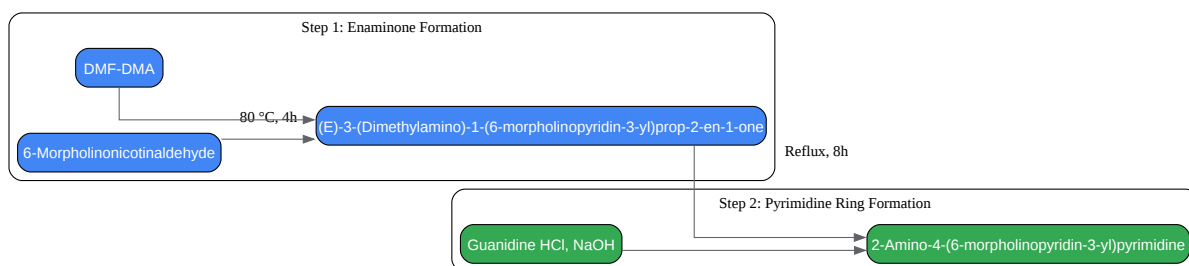 Step 1: Enaminone Formation
DMF-DMA
80 °C, 4h
(E)-3-(Dimethylamino)-1-(6-morpholinopyridin-3-yl)prop-2-en-1-one
6-Morpholinonicotinaldehyde
Reflux, 8h
Step 2: Pyrimidine Ring Formation
Guanidine HCl, NaOH
2-Amino-4-(6-morpholinopyridin-3-yl)pyrimidine